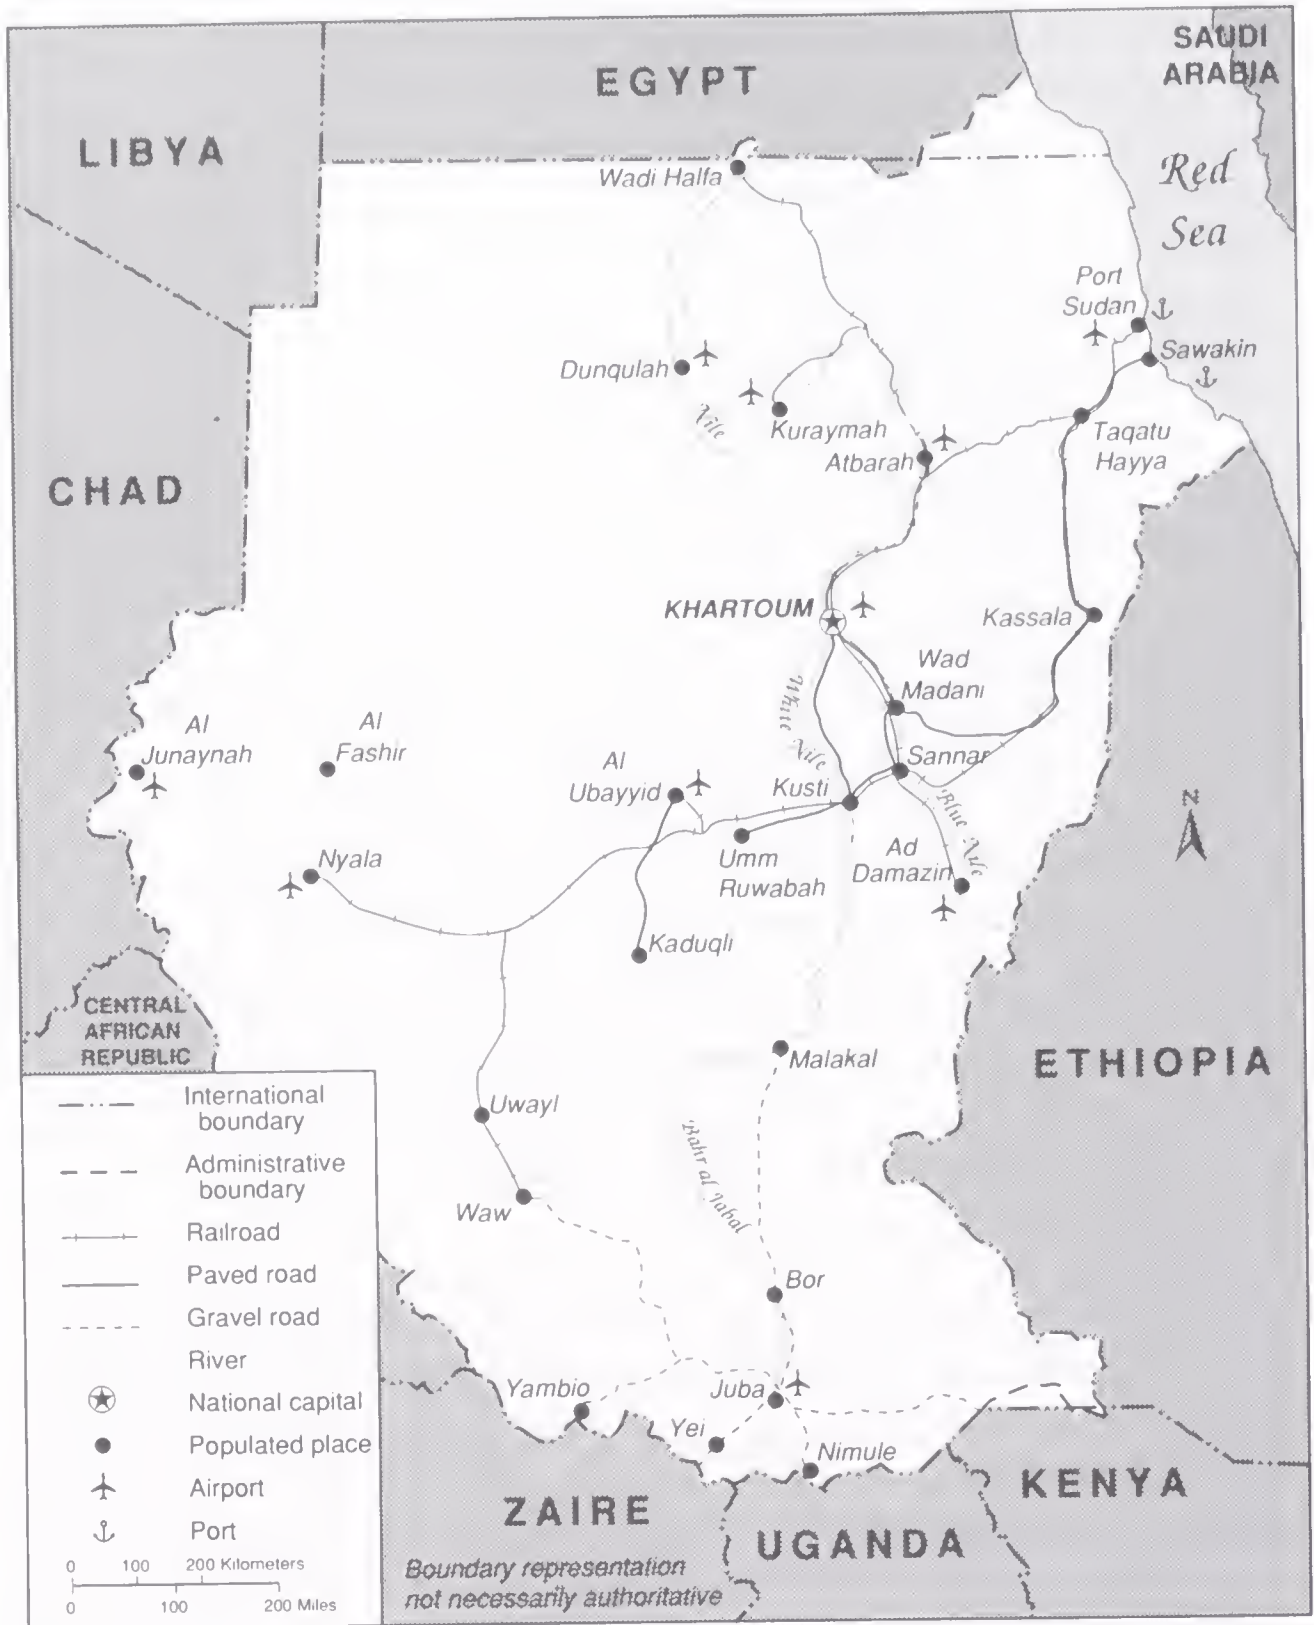 SAUDI
ARABIA
EGYPT
LIBYA
Red
Sea
Wadi Halfa
Port
Sudan
Sawakin
Dunqulah
Nile
Kuraymah
Taqatu
Hayya
Atbarah
CHAD
KHARTOUM
Kassala
Wad
Madani
White Nile
Al
Junaynah
Al
Fashir
Al
Ubayyid
Kusti
Sannar
Blue Nile
N
Umm
Ruwabah
Ad
Damazin
Nyala
Kaduqli
CENTRAL
AFRICAN
REPUBLIC
Malakal
ETHIOPIA
Uwayl
Bahr al Jabal
Waw
Bor
Yambio
Juba
Yei
Nimule
KENYA
ZAIRE
UGANDA
Boundary representation
not necessarily authoritative
International
boundary
Administrative
boundary
Railroad
Paved road
Gravel road
River
National capital
Populated place
Airport
Port
0 100 200 Kilometers
0 100 200 Miles